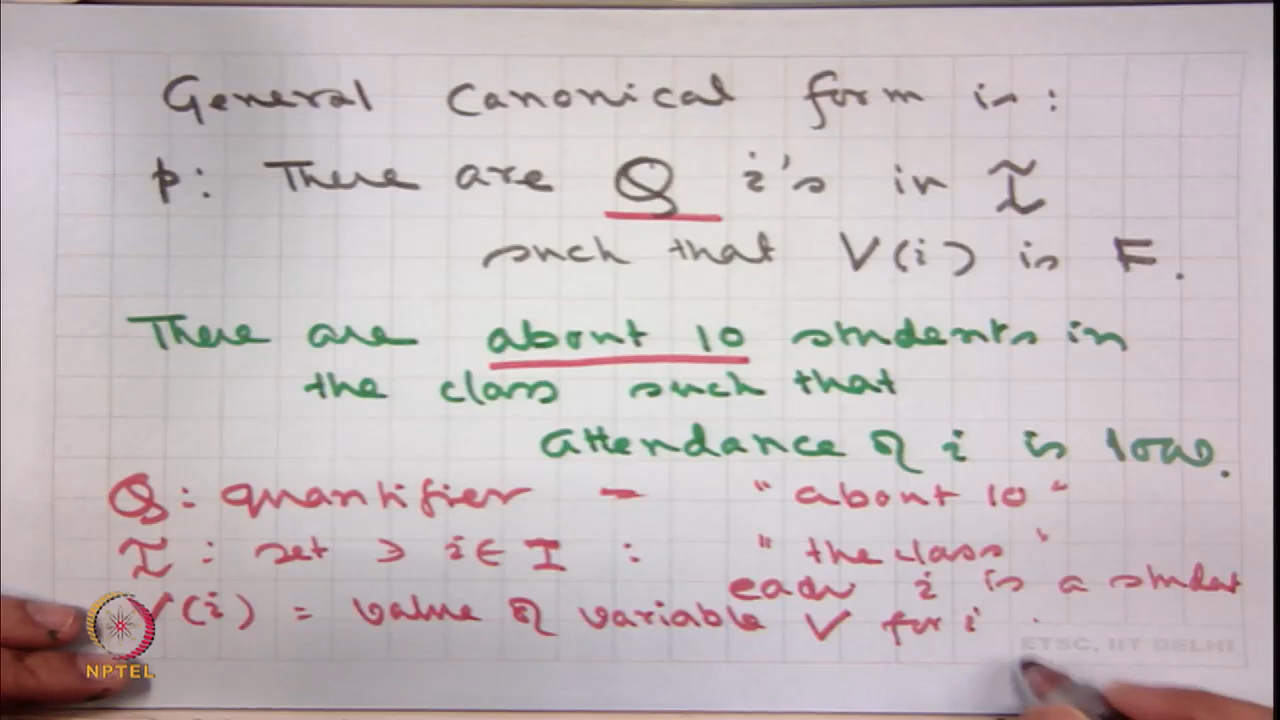 General Canonical form is:
p: There are Q i's in I
such that V(i) is F.
There are about 10 students in
the class such that
attendance of i is low.
Q: quantifier - "about 10"
I : set ∋ i ∈ I : "the class"
each i is a student
V(i) = value of variable V for i.
ETSC, IIT DELHI
NPTEL